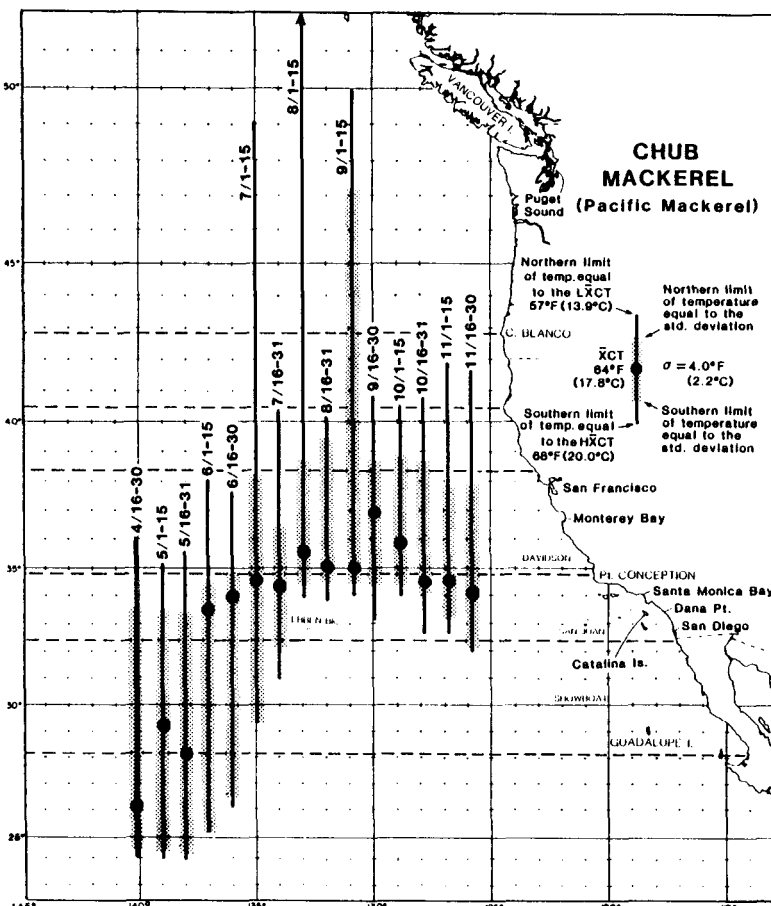 8/1-15
50°
VANCOUVER I.
9/1-15
7/1-15
CHUB
MACKEREL
(Pacific Mackerel)
Puget
Sound
45°
Northern limit
of temp. equal
to the LX̄CT
57°F (13.9°C)
Northern limit
of temperature
equal to the
std. deviation
C. BLANCO
X̄CT
64°F
(17.8°C)
σ = 4.0°F
(2.2°C)
7/16-31
8/16-31
9/16-30
10/1-15
10/16-31
11/1-15
11/16-30
40°
Southern limit
of temp. equal
to the HX̄CT
68°F (20.0°C)
Southern limit
of temperature
equal to the
std. deviation
4/16-30
5/1-15
5/16-31
6/1-15
6/16-30
San Francisco
Monterey Bay
DAVIDSON
35°
PT. CONCEPTION
Santa Monica Bay
Dana Pt.
San Diego
SAN JUAN
Catalina Is.
30°
SHOWBOAT
GUADALOPE I.
25°
140°